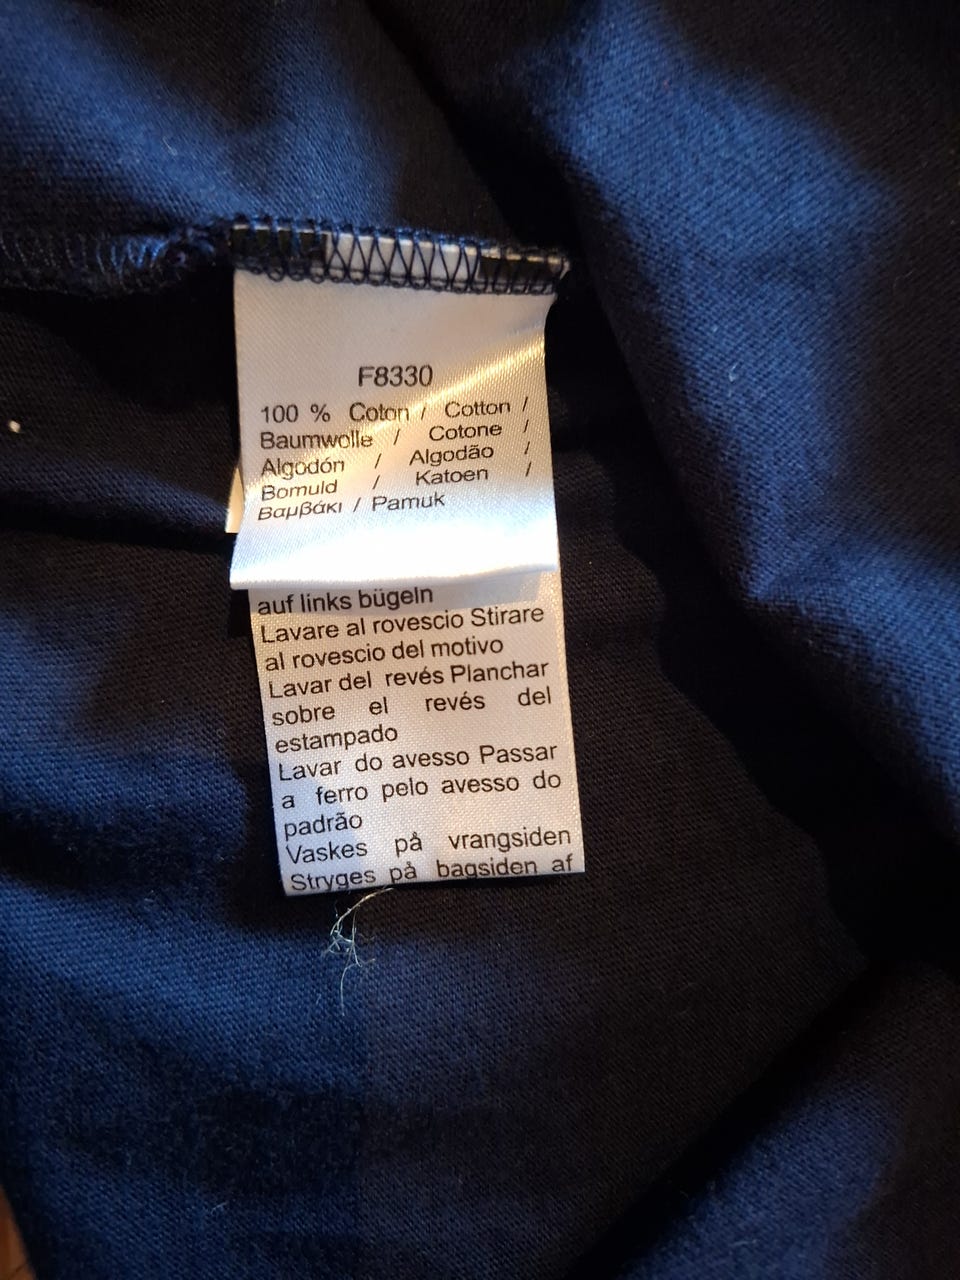 F8330
100 % Coton / Cotton /
Baumwolle / Cotone /
Algodón / Algodão /
Bomuld / Katoen /
Βαμβάκι / Pamuk
auf links bügeln
Lavare al rovescio Stirare
al rovescio del motivo
Lavar del revés Planchar
sobre el revés del
estampado
Lavar do avesso Passar
a ferro pelo avesso do
padrão
Vaskes på vrangsiden
Stryges på bagsiden af